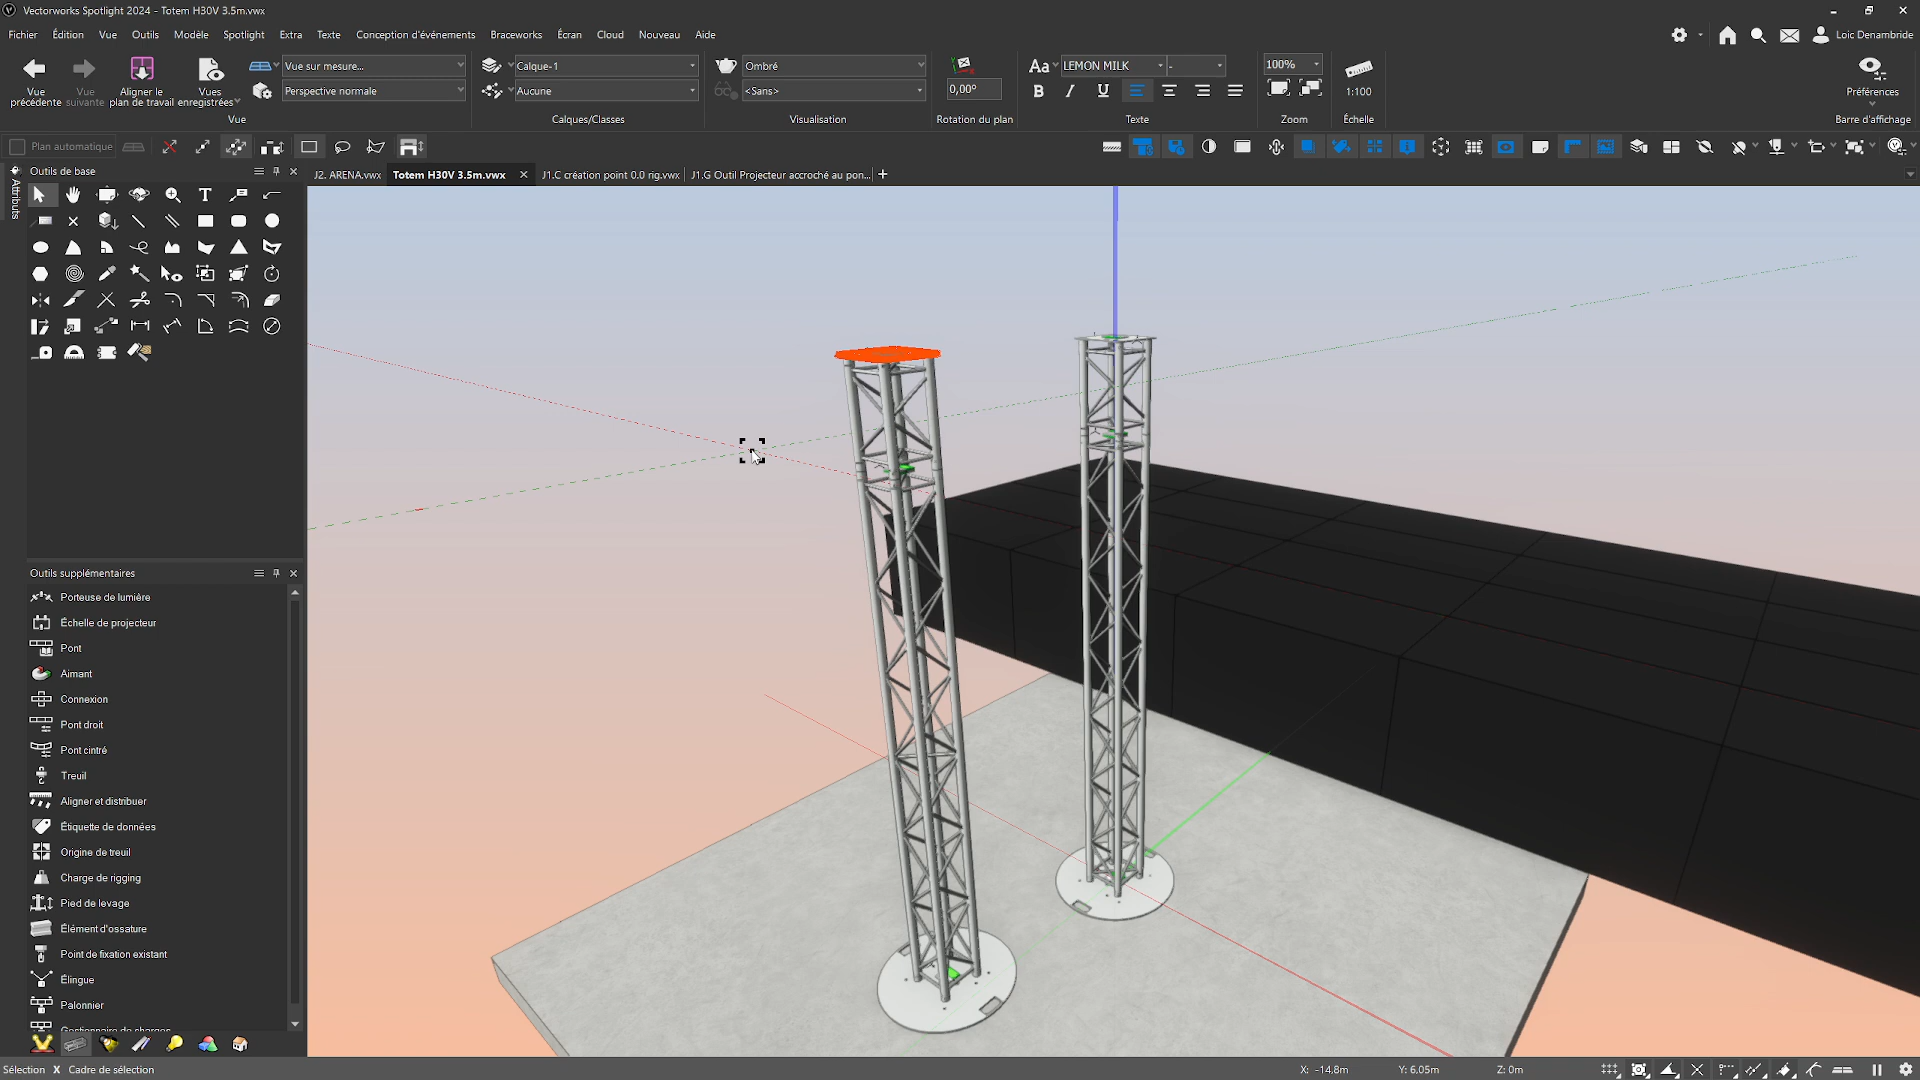 Vectorworks Spotlight 2024 - Totem H30V 3.5m.vwx
Fichier Édition Vue Outils Modèle Spotlight Extra Texte Conception d'événements Braceworks Écran Cloud Nouveau Aide
Loic Denambride
Vue précédente
Vue suivante
Aligner le plan de travail
Vues enregistrées
Vue sur mesure...
Perspective normale
Vue
Calque-1
Aucune
Calques/Classes
Ombré
<Sans>
Visualisation
0,00°
Rotation du plan
Aa LEMON MILK -
B I U
Texte
100%
Zoom
1:100
Échelle
Préférences
Barre d'affichage
Plan automatique
Attributs
Outils de base
J2. ARENA.vwx Totem H30V 3.5m.vwx J1.C création point 0.0 rig.vwx J1.G Outil Projecteur accroché au pon...
Outils supplémentaires
Porteuse de lumière
Échelle de projecteur
Pont
Aimant
Connexion
Pont droit
Pont cintré
Treuil
Aligner et distribuer
Étiquette de données
Origine de treuil
Charge de rigging
Pied de levage
Élément d'ossature
Point de fixation existant
Élingue
Palonnier
Gestionnaire de charges
Sélection X Cadre de sélection
X: -14,8m Y: 6,05m Z: 0m